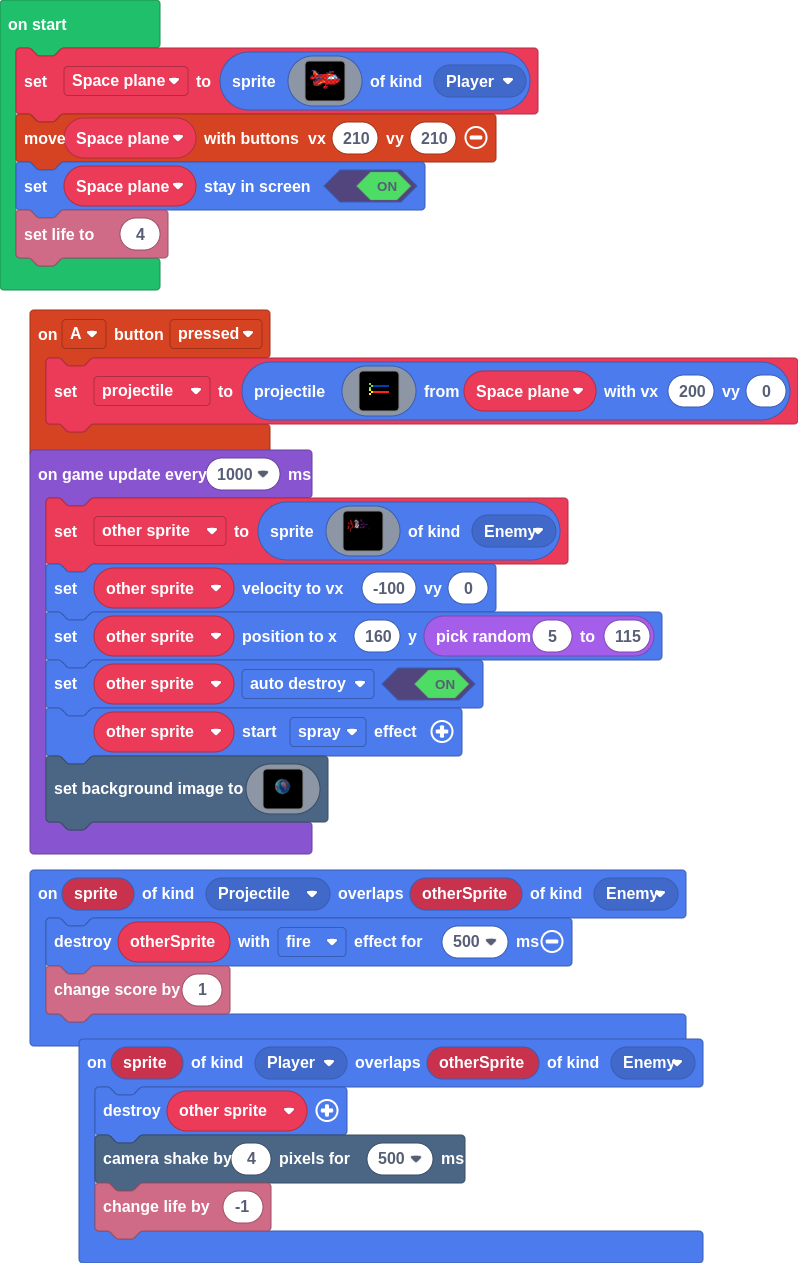 on start
set Space plane to sprite of kind Player
move Space plane with buttons vx 210 vy 210
set Space plane stay in screen ON
set life to 4
on A button pressed
set projectile to projectile from Space plane with vx 200 vy 0
on game update every 1000 ms
set other sprite to sprite of kind Enemy
set other sprite velocity to vx -100 vy 0
set other sprite position to x 160 y pick random 5 to 115
set other sprite auto destroy ON
other sprite start spray effect
set background image to
on sprite of kind Projectile overlaps otherSprite of kind Enemy
destroy otherSprite with fire effect for 500 ms
change score by 1
on sprite of kind Player overlaps otherSprite of kind Enemy
destroy other sprite
camera shake by 4 pixels for 500 ms
change life by -1